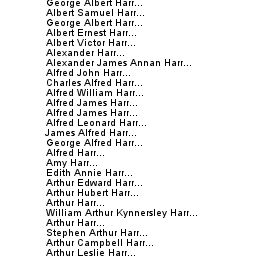 George Albert Harr...
Albert Samuel Harr...
George Albert Harr...
Albert Ernest Harr...
Albert Victor Harr...
Alexander Harr...
Alexander James Annan Harr...
Alfred John Harr...
Charles Alfred Harr...
Alfred William Harr...
Alfred James Harr...
Alfred James Harr...
Alfred Leonard Harr...
James Alfred Harr...
George Alfred Harr...
Alfred Harr...
Amy Harr...
Edith Annie Harr...
Arthur Edward Harr...
Arthur Hubert Harr...
Arthur Harr...
William Arthur Kynnersley Harr...
Arthur Harr...
Stephen Arthur Harr...
Arthur Campbell Harr...
Arthur Leslie Harr...